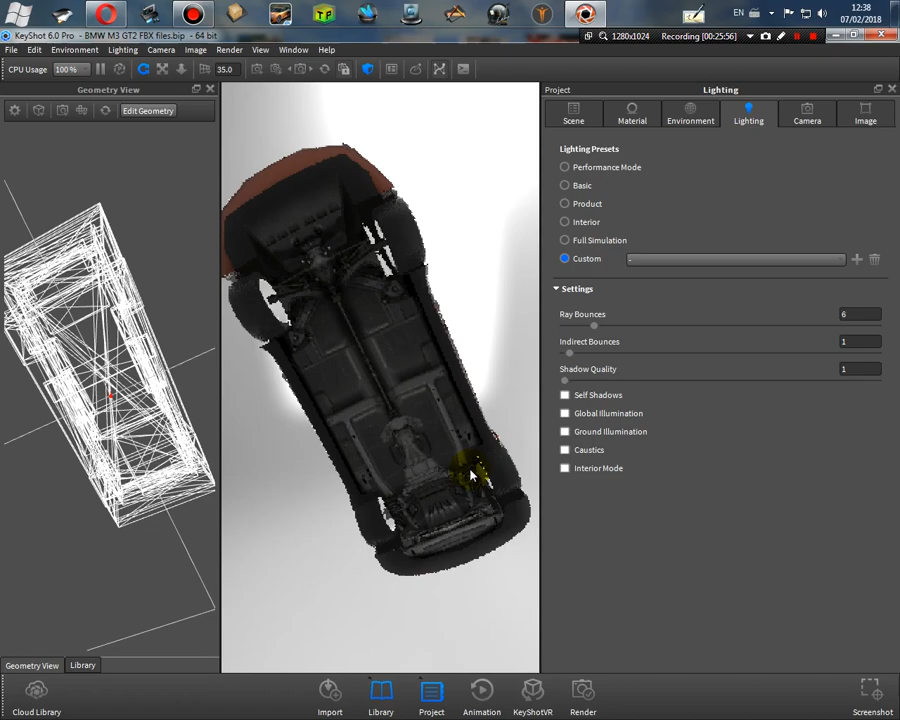 TP
EN
12:38
07/02/2018
KeyShot 6.0 Pro - BMW M3 GT2 FBX files.bip - 64 bit
1280x1024
Recording [00:25:56]
File Edit Environment Lighting Camera Image Render View Window Help
CPU Usage 100 % 35.0
Geometry View
Project
Lighting
Edit Geometry
Scene Material Environment Lighting Camera Image
Lighting Presets
Performance Mode
Basic
Product
Interior
Full Simulation
Custom -
Settings
Ray Bounces 6
Indirect Bounces 1
Shadow Quality 1
Self Shadows
Global Illumination
Ground Illumination
Caustics
Interior Mode
Geometry View Library
Cloud Library Import Library Project Animation KeyShotVR Render Screenshot